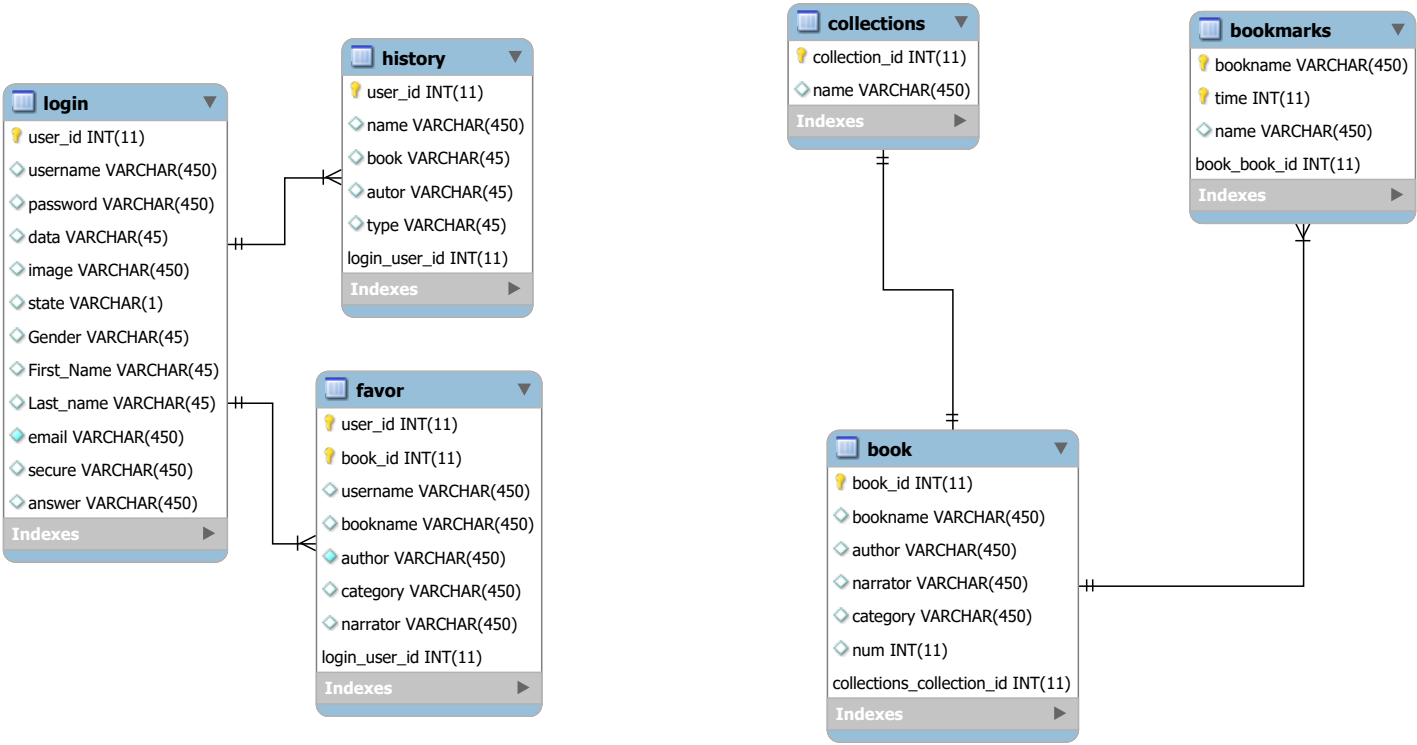 login
user_id INT(11)
username VARCHAR(450)
password VARCHAR(450)
data VARCHAR(45)
image VARCHAR(450)
state VARCHAR(1)
Gender VARCHAR(45)
First_Name VARCHAR(45)
Last_name VARCHAR(45)
email VARCHAR(450)
secure VARCHAR(450)
answer VARCHAR(450)
Indexes
history
user_id INT(11)
name VARCHAR(450)
book VARCHAR(45)
autor VARCHAR(45)
type VARCHAR(45)
login_user_id INT(11)
Indexes
favor
user_id INT(11)
book_id INT(11)
username VARCHAR(450)
bookname VARCHAR(450)
author VARCHAR(450)
category VARCHAR(450)
narrator VARCHAR(450)
login_user_id INT(11)
Indexes
collections
collection_id INT(11)
name VARCHAR(450)
Indexes
book
book_id INT(11)
bookname VARCHAR(450)
author VARCHAR(450)
narrator VARCHAR(450)
category VARCHAR(450)
num INT(11)
collections_collection_id INT(11)
Indexes
bookmarks
bookname VARCHAR(450)
time INT(11)
name VARCHAR(450)
book_book_id INT(11)
Indexes